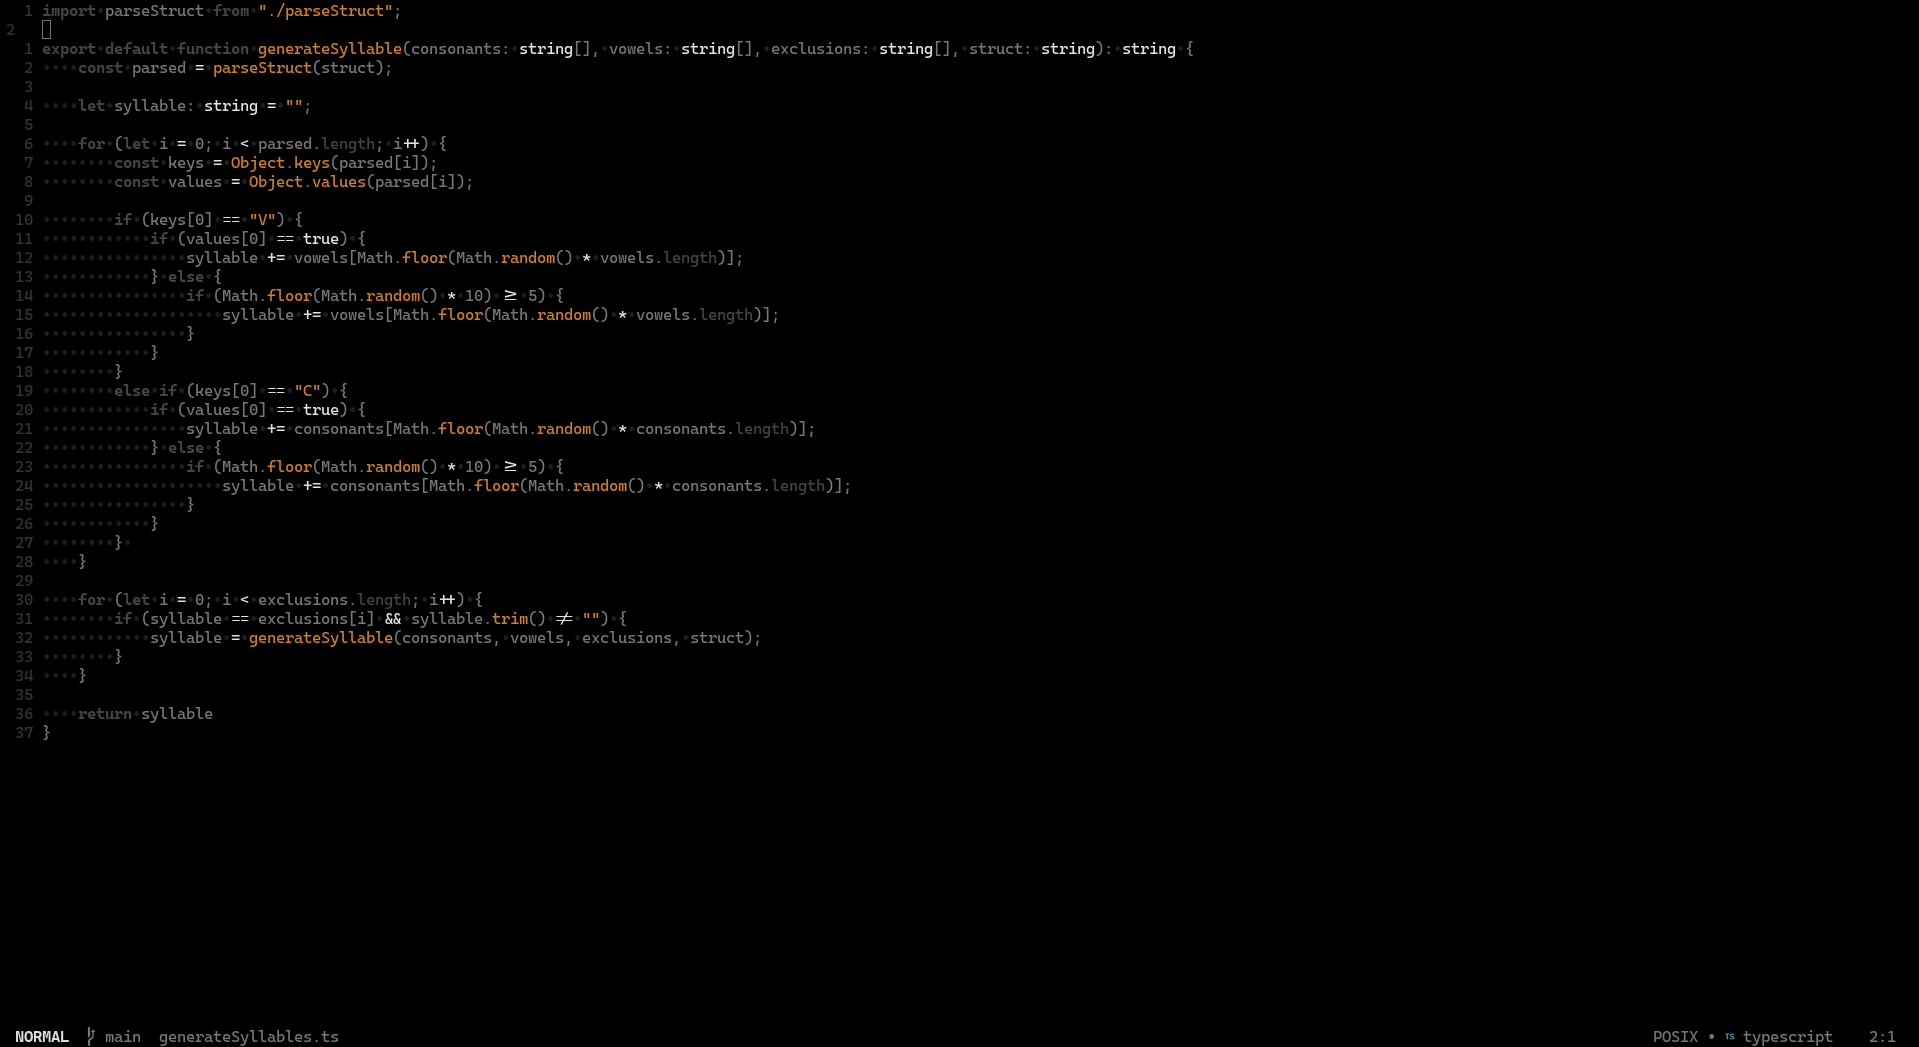 1 import parseStruct from "./parseStruct";
2
1 export default function generateSyllable(consonants: string[], vowels: string[], exclusions: string[], struct: string): string {
2 ····const parsed = parseStruct(struct);
3
4 ····let syllable: string = "";
5
6 ····for (let i = 0; i < parsed.length; i++) {
7 ········const keys = Object.keys(parsed[i]);
8 ········const values = Object.values(parsed[i]);
9
10 ········if (keys[0] == "V") {
11 ············if (values[0] == true) {
12 ················syllable += vowels[Math.floor(Math.random() * vowels.length)];
13 ············} else {
14 ················if (Math.floor(Math.random() * 10) ≥ 5) {
15 ····················syllable += vowels[Math.floor(Math.random() * vowels.length)];
16 ················}
17 ············}
18 ········}
19 ········else if (keys[0] == "C") {
20 ············if (values[0] == true) {
21 ················syllable += consonants[Math.floor(Math.random() * consonants.length)];
22 ············} else {
23 ················if (Math.floor(Math.random() * 10) ≥ 5) {
24 ····················syllable += consonants[Math.floor(Math.random() * consonants.length)];
25 ················}
26 ············}
27 ········}·
28 ····}
29
30 ····for (let i = 0; i < exclusions.length; i++) {
31 ········if (syllable == exclusions[i] && syllable.trim() ≠ "") {
32 ············syllable = generateSyllable(consonants, vowels, exclusions, struct);
33 ········}
34 ····}
35
36 ····return syllable
37 }
NORMAL main generateSyllables.ts POSIX • TS typescript 2:1